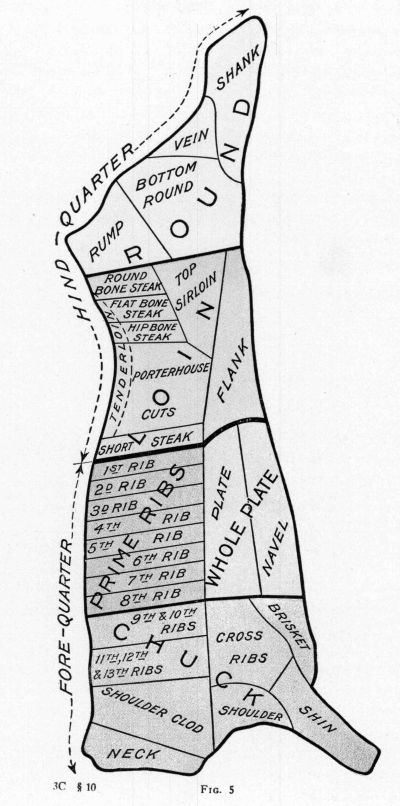 HIND-QUARTER
SHANK
VEIN
BOTTOM
ROUND
RUMP
ROUND
ROUND
BONE STEAK
FLAT BONE
STEAK
HIP BONE
STEAK
TOP
SIRLOIN
TENDERLOIN
PORTERHOUSE
CUTS
SHORT STEAK
LOIN
FLANK
FORE-QUARTER
1ST RIB
2D RIB
3D RIB
4TH RIB
5TH RIB
6TH RIB
7TH RIB
8TH RIB
PRIME RIBS
PLATE
WHOLE PLATE
NAVEL
9TH & 10TH
RIBS
11TH, 12TH
& 13TH RIBS
CHUCK
CROSS
RIBS
BRISKET
SHOULDER CLOD
SHOULDER
SHIN
NECK
3C § 10
FIG. 5